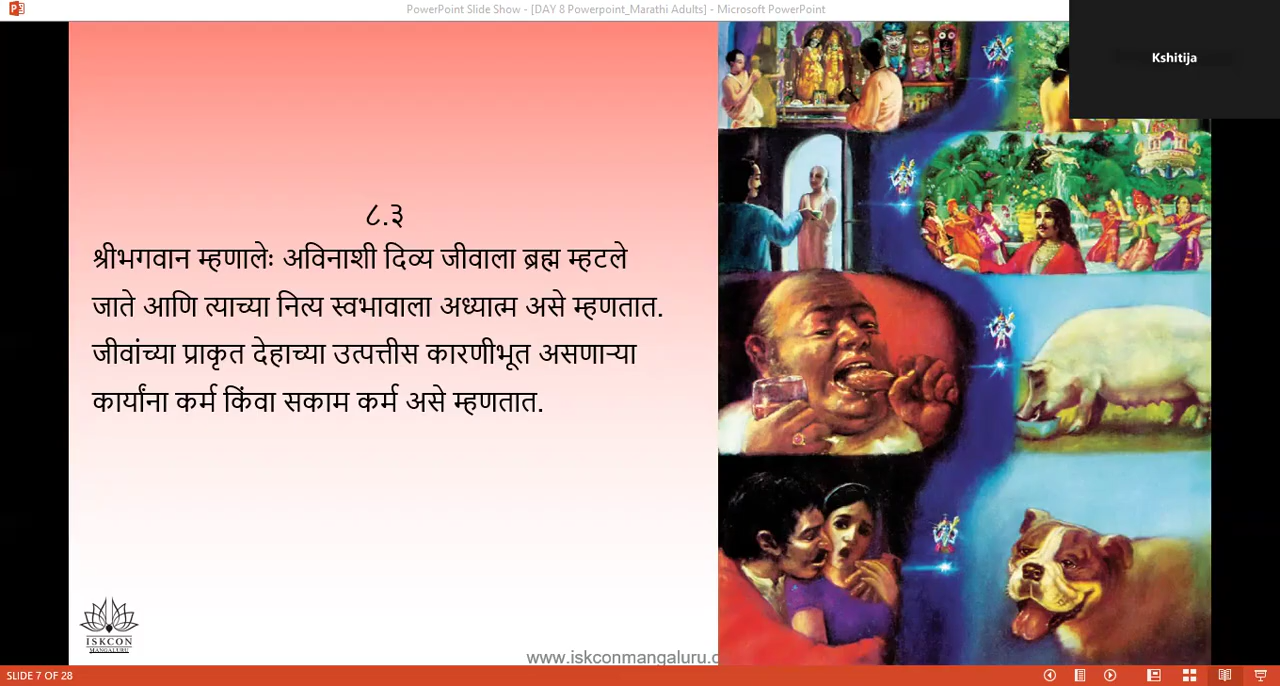 PowerPoint Slide Show - [DAY 8 Powerpoint_Marathi Adults] - Microsoft PowerPoint
Kshitija
८.३
श्रीभगवान म्हणालेः अविनाशी दिव्य जीवाला ब्रह्म म्हटले
जाते आणि त्याच्या नित्य स्वभावाला अध्यात्म असे म्हणतात.
जीवांच्या प्राकृत देहाच्या उत्पत्तीस कारणीभूत असणाऱ्या
कार्यांना कर्म किंवा सकाम कर्म असे म्हणतात.
ISKCON
MANGALURU
www.iskconmangaluru.c
SLIDE 7 OF 28